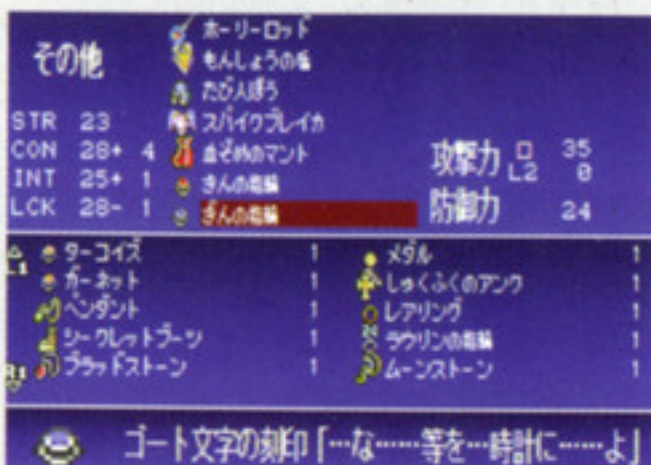 その他
ホーリーロッド
もんしょうの盾
たび人ぼう
スパイクブレイカ
血ぞめのマント
きんの指輪
ぎんの指輪
STR 23
CON 28+ 4
INT 25+ 1
LCK 28- 1
攻撃力 □ 35
L2 0
防御力 24
△
L1
ターコイズ 1 メダル 1
ガーネット 1 しゅくふくのアンク 1
ペンダント 1 レアリング 1
シークレットブーツ 1 ラウリンの指輪 1
ブラッドストーン 1 ムーンストーン 1
R1
▽
ゴート文字の刻印「…な……等を…時計に……よ」